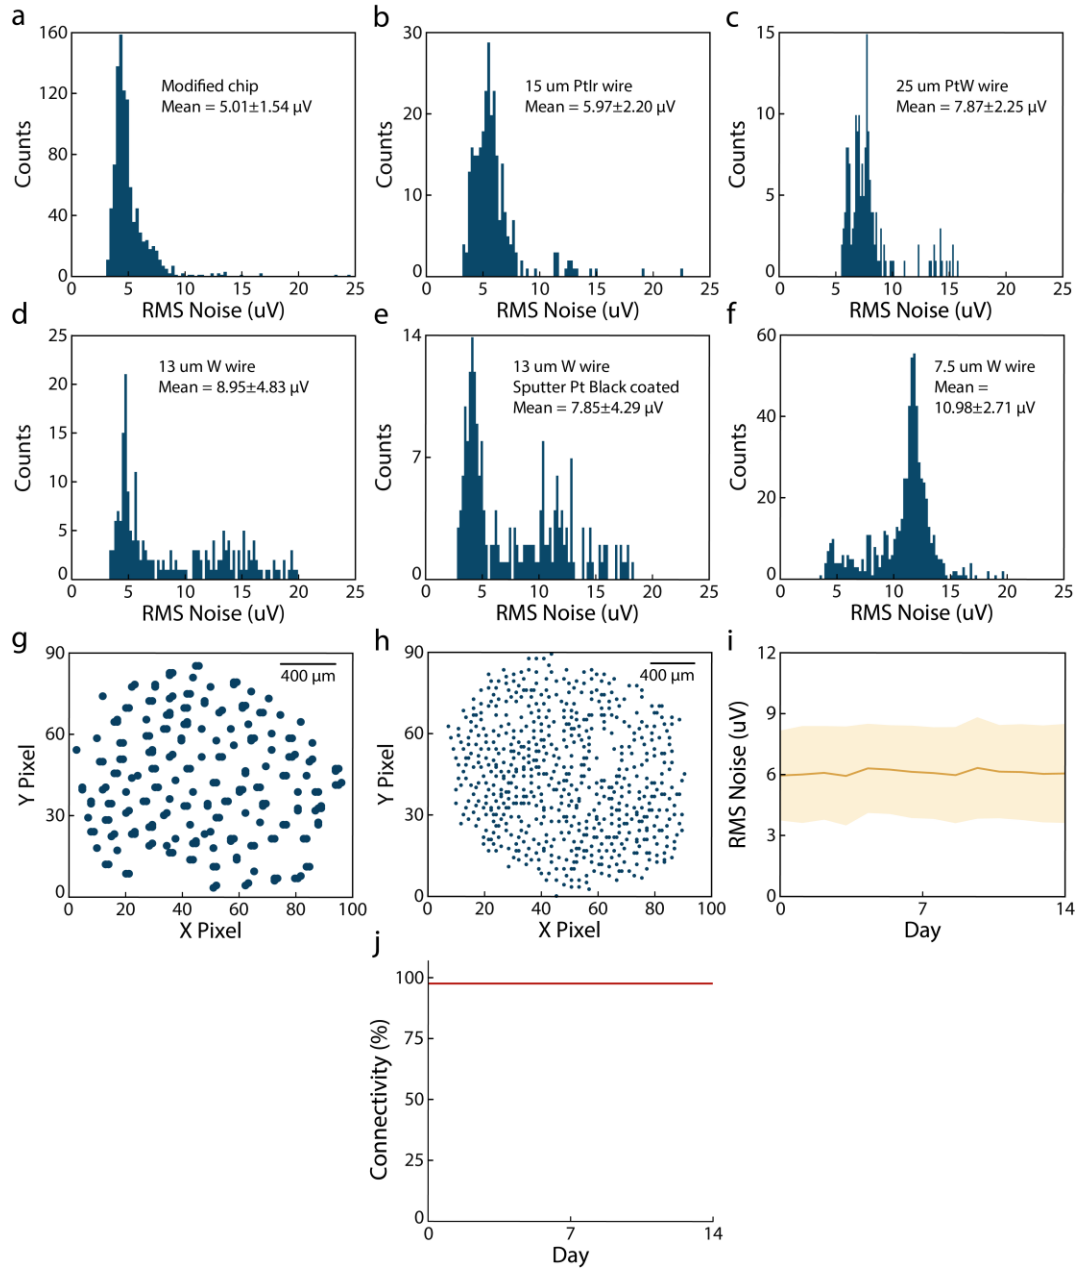 a
160
120
80
40
0
Counts
Modified chip
Mean = 5.01±1.54 μV
0 5 10 15 20 25
RMS Noise (uV)
b
30
20
10
0
Counts
15 um PtIr wire
Mean = 5.97±2.20 μV
0 5 10 15 20 25
RMS Noise (uV)
c
15
10
5
0
Counts
25 um PtW wire
Mean = 7.87±2.25 μV
0 5 10 15 20 25
RMS Noise (uV)
d
25
20
15
10
5
0
Counts
13 um W wire
Mean = 8.95±4.83 μV
0 5 10 15 20 25
RMS Noise (uV)
e
14
7
0
Counts
13 um W wire
Sputter Pt Black coated
Mean = 7.85±4.29 μV
0 5 10 15 20 25
RMS Noise (uV)
f
60
40
20
0
Counts
7.5 um W wire
Mean =
10.98±2.71 μV
0 5 10 15 20 25
RMS Noise (uV)
g
90
60
30
0
Y Pixel
400 μm
0 20 40 60 80 100
X Pixel
h
90
60
30
0
Y Pixel
400 μm
0 20 40 60 80 100
X Pixel
i
12
9
6
3
0
RMS Noise (uV)
0 7 14
Day
j
100
75
50
25
0
Connectivity (%)
0 7 14
Day